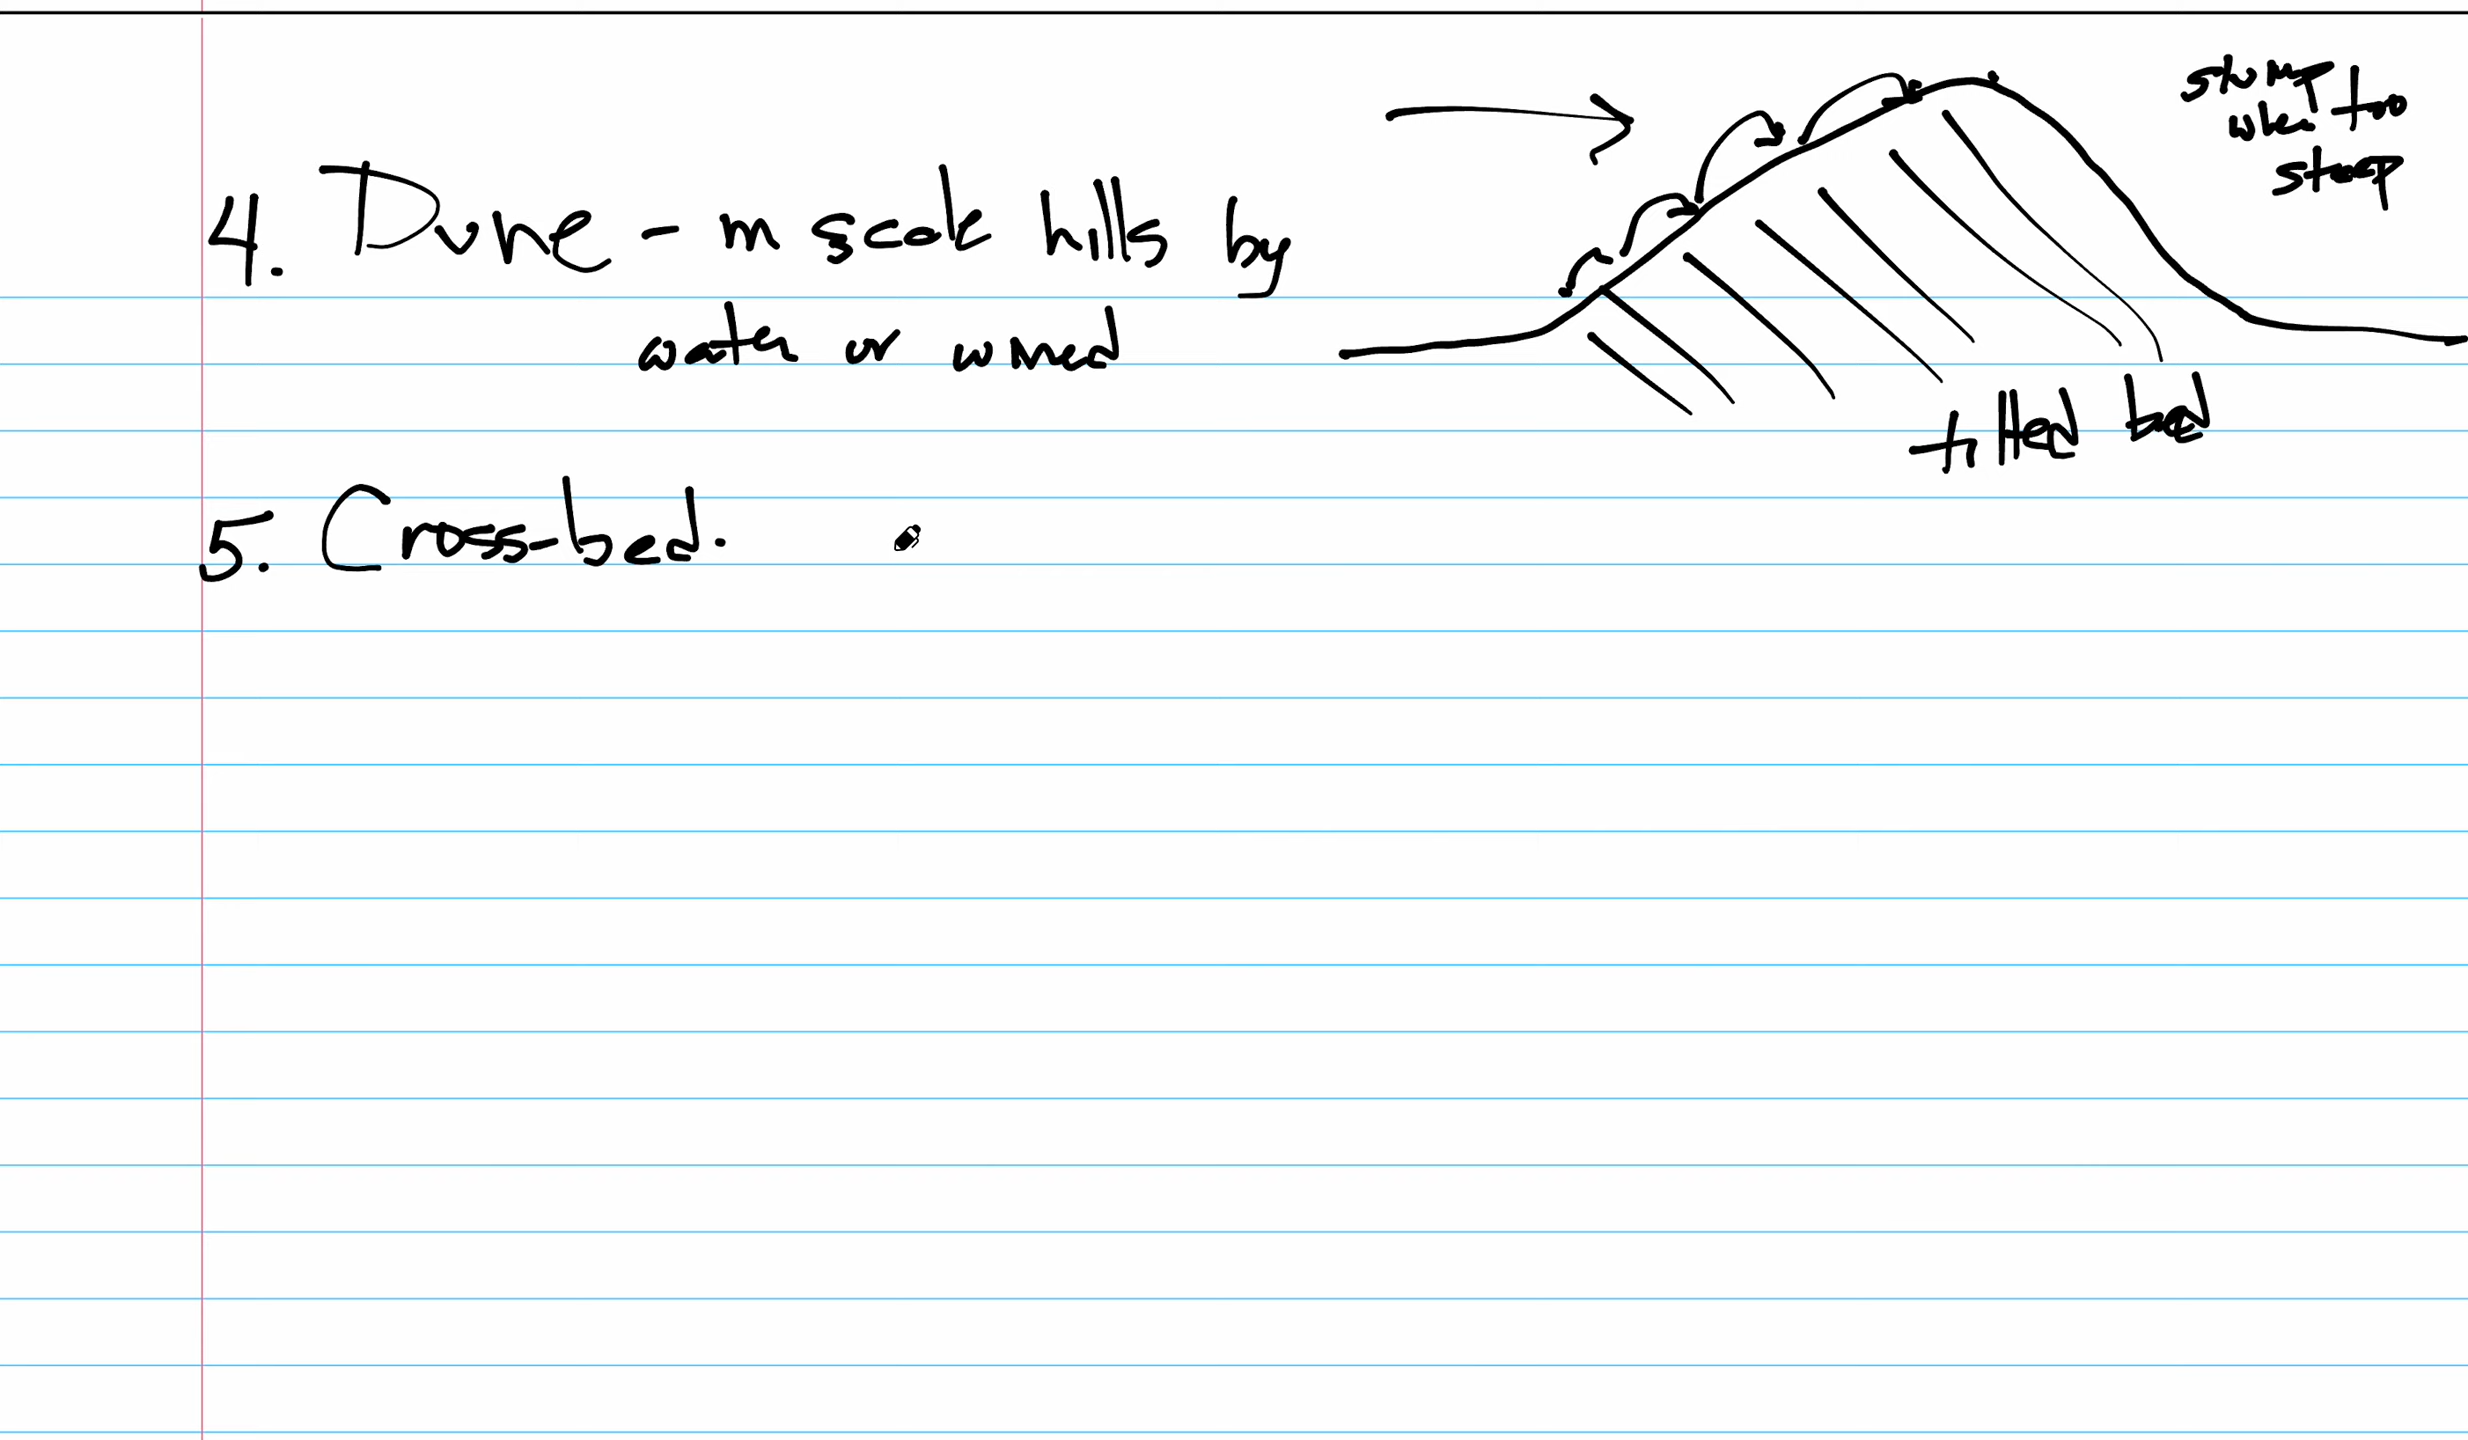 4. Dune - m scale hills by
water or wind
slump
when too
steep
tilted bed
5. Cross-bed.